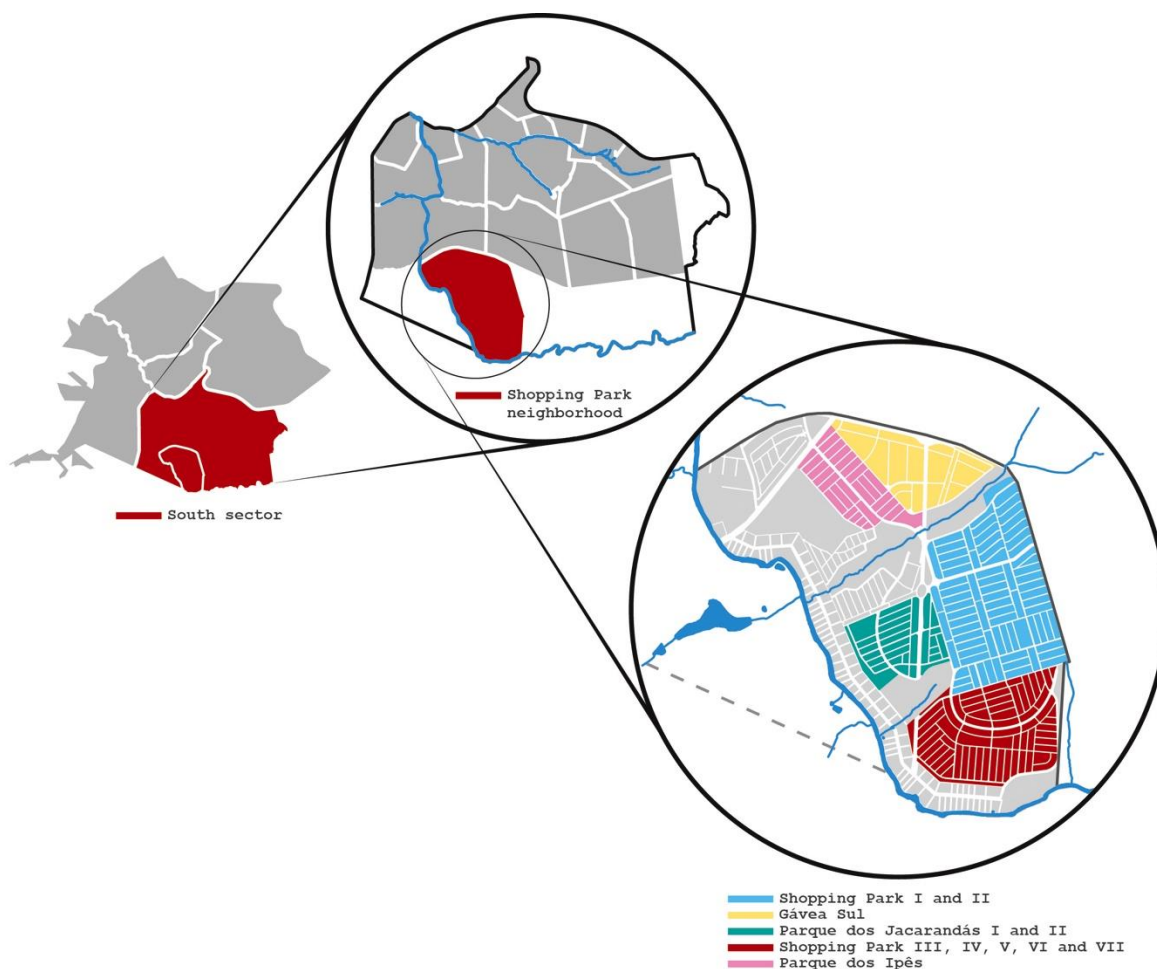 Shopping Park
neighborhood
South sector
Shopping Park I and II
Gávea Sul
Parque dos Jacarandás I and II
Shopping Park III, IV, V, VI and VII
Parque dos Ipês